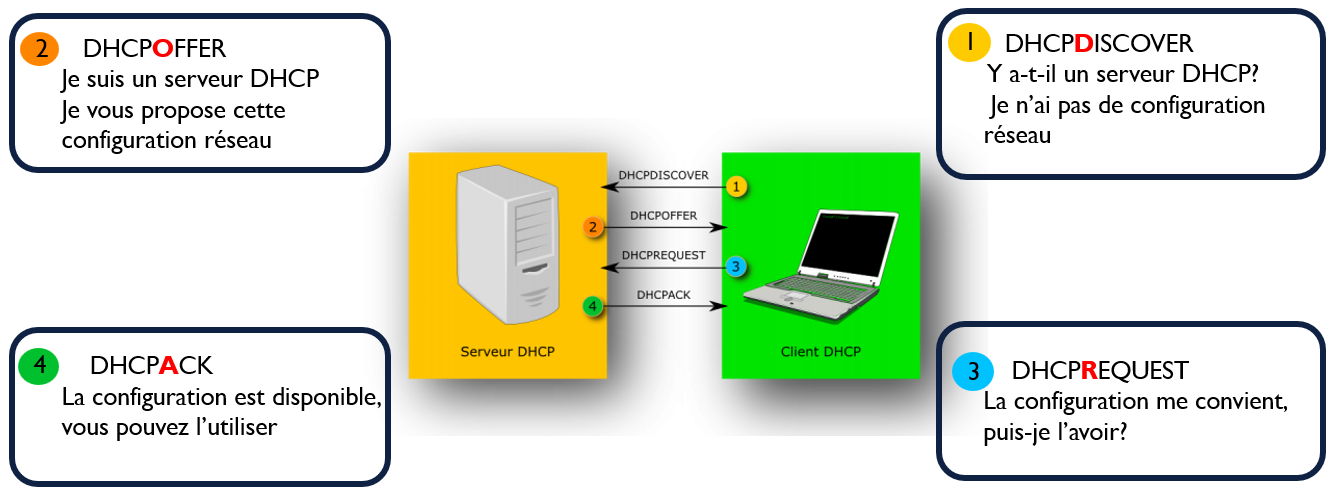 2
DHCPOFFER
Je suis un serveur DHCP
Je vous propose cette
configuration réseau
1
DHCPDISCOVER
Y a-t-il un serveur DHCP?
Je n’ai pas de configuration
réseau
DHCPDISCOVER
1
2
DHCPOFFER
DHCPREQUEST
3
4
DHCPACK
Serveur DHCP
Client DHCP
4
DHCPACK
La configuration est disponible,
vous pouvez l’utiliser
3
DHCPREQUEST
La configuration me convient,
puis-je l’avoir?